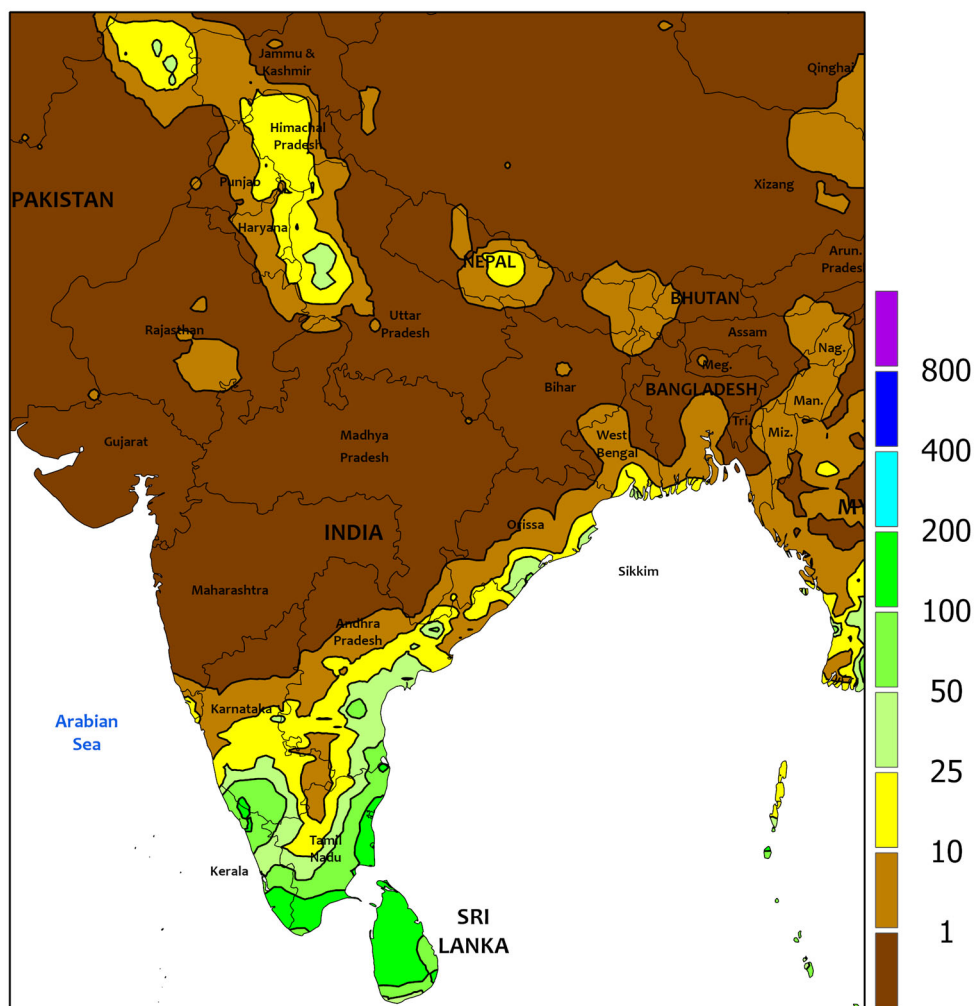 Jammu &
Kashmir
Qinghai
Himachal
Pradesh
Punjab
Xizang
PAKISTAN
Haryana
Arun.
Prades
NEPAL
BHUTAN
Uttar
Pradesh
Rajasthan
Assam
Nag.
Meg.
Bihar
BANGLADESH
Man.
800
Tri.
Miz.
Gujarat
Madhya
Pradesh
West
Bengal
400
MY
Orissa
INDIA
200
Sikkim
Maharashtra
100
Andhra
Pradesh
50
Karnataka
Arabian
Sea
25
Tamil
Nadu
10
Kerala
SRI
LANKA
1